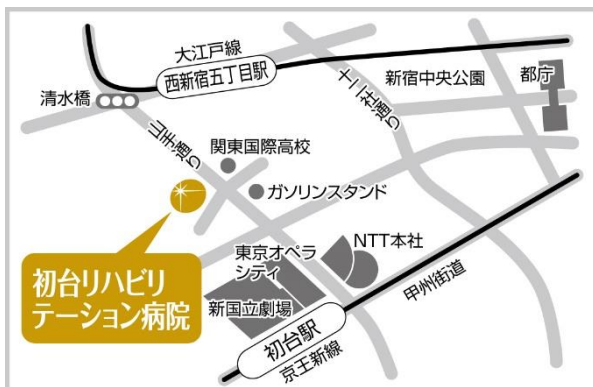 大江戸線
西新宿五丁目駅
清水橋
十二社通り
新宿中央公園
都庁
山手通り
関東国際高校
ガソリンスタンド
初台リハビリ
テーション病院
東京オペラ
シティ
NTT本社
新国立劇場
甲州街道
初台駅
京王新線